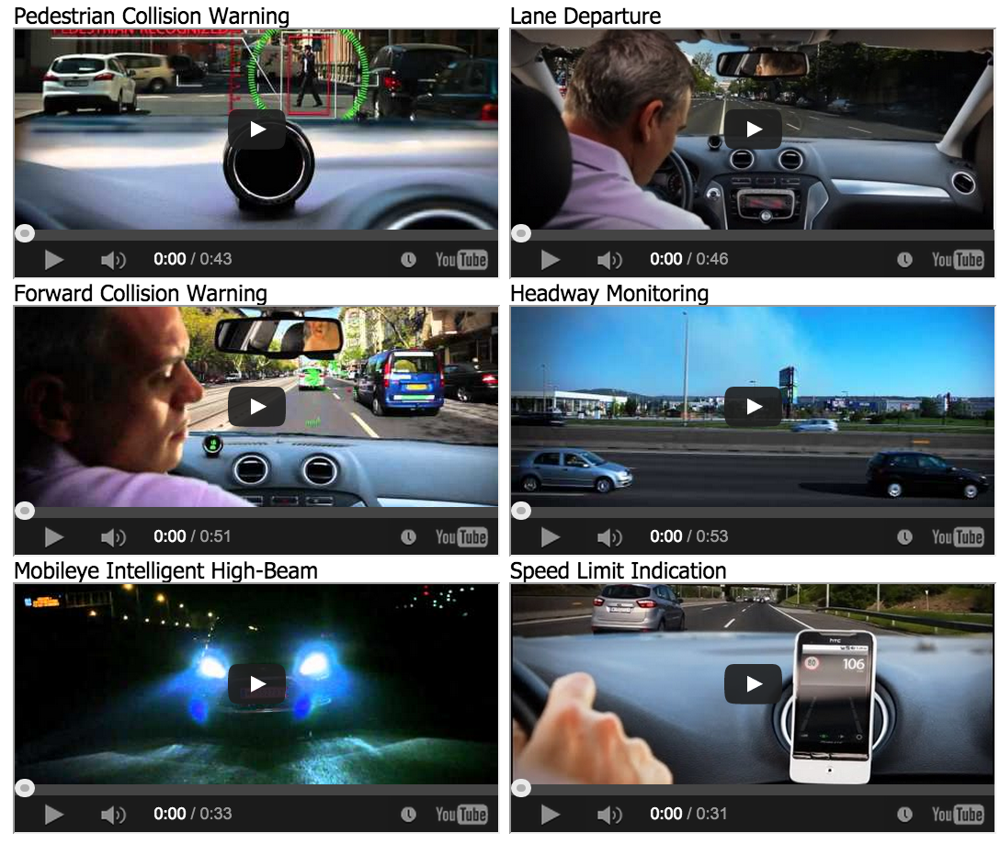 Pedestrian Collision Warning
PEDESTRIAN RECOGNIZED
0:00 / 0:43
YouTube
Lane Departure
0:00 / 0:46
YouTube
Forward Collision Warning
0:00 / 0:51
YouTube
Headway Monitoring
0:00 / 0:53
YouTube
Mobileye Intelligent High-Beam
0:00 / 0:33
YouTube
Speed Limit Indication
hTC
80
106
0:00 / 0:31
YouTube